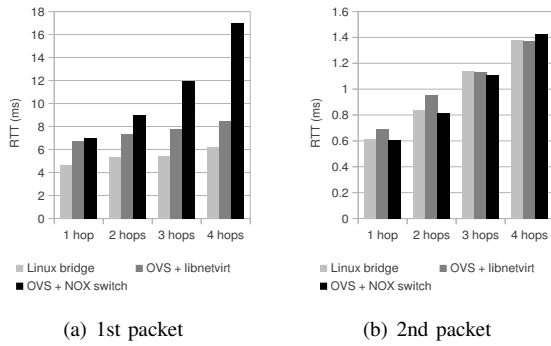 18
16
14
12
10
8
6
4
2
0
RTT (ms)
1 hop 2 hops 3 hops 4 hops
Linux bridge OVS + libnetvirt
OVS + NOX switch
(a) 1st packet
1.6
1.4
1.2
1
0.8
0.6
0.4
0.2
0
RTT (ms)
1 hop 2 hops 3 hops 4 hops
Linux bridge OVS + libnetvirt
OVS + NOX switch
(b) 2nd packet